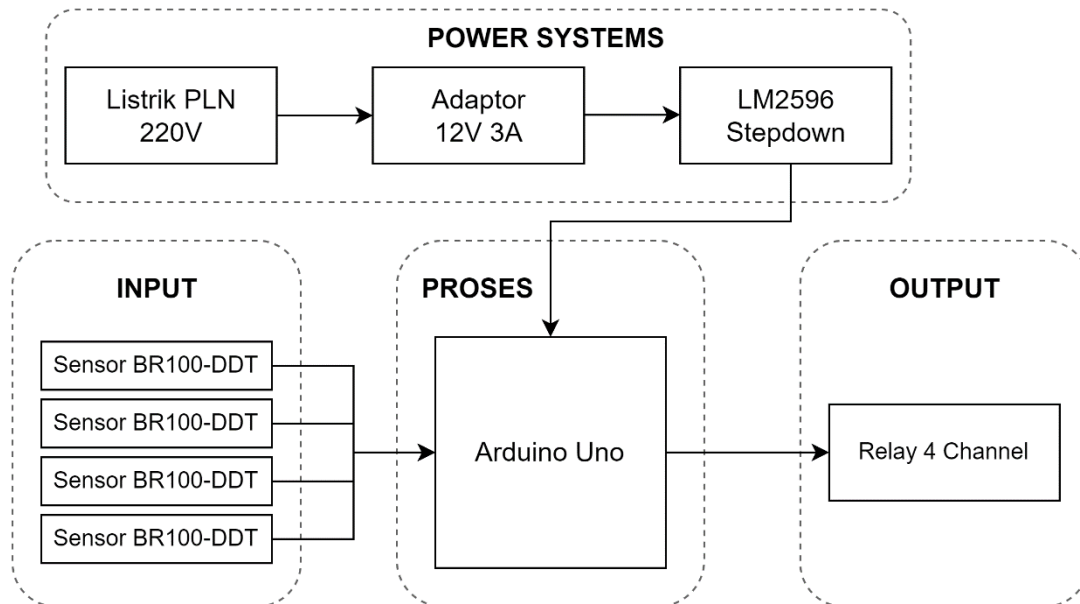 POWER SYSTEMS
Listrik PLN
220V
Adaptor
12V 3A
LM2596
Stepdown
INPUT
Sensor BR100-DDT
Sensor BR100-DDT
Sensor BR100-DDT
Sensor BR100-DDT
PROSES
Arduino Uno
OUTPUT
Relay 4 Channel